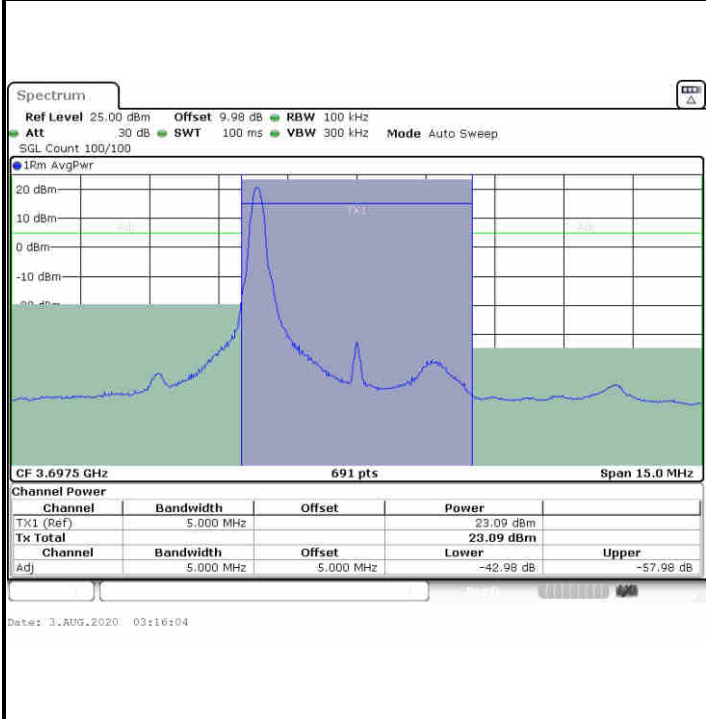 Spectrum
Ref Level 25.00 dBm Offset 9.98 dB RBW 100 kHz
Att 30 dB SWT 100 ms VBW 300 kHz Mode Auto Sweep
SGL Count 100/100
1Rm AvgPwr
20 dBm
TX1
10 dBm
Adj Adj
0 dBm
-10 dBm
-20 dBm
CF 3.6975 GHz 691 pts Span 15.0 MHz
Channel Power
Channel Bandwidth Offset Power
TX1 (Ref) 5.000 MHz 23.09 dBm
Tx Total 23.09 dBm
Channel Bandwidth Offset Lower Upper
Adj 5.000 MHz 5.000 MHz -42.98 dB -57.98 dB
Date: 3.AUG.2020 03:16:04